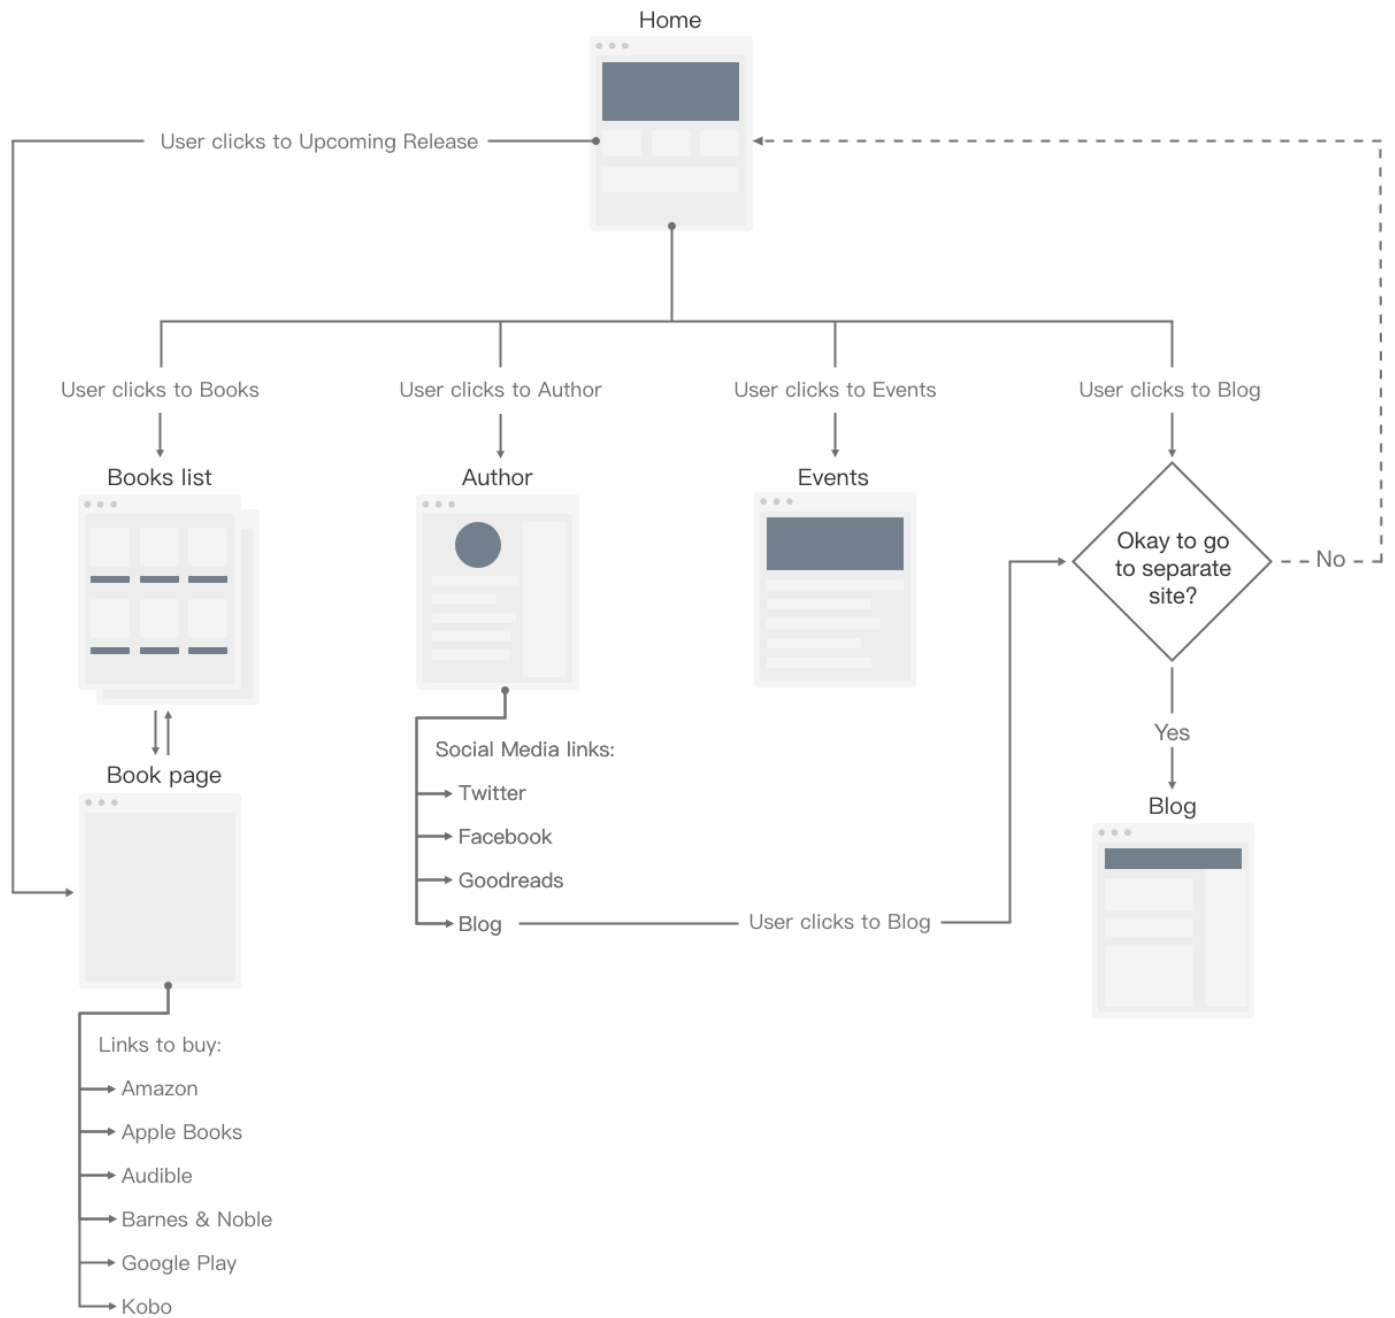 Home
User clicks to Upcoming Release
User clicks to Books
User clicks to Author
User clicks to Events
User clicks to Blog
Books list
Author
Events
Okay to go
to separate
site?
No
Yes
Book page
Social Media links:
Twitter
Facebook
Goodreads
Blog
User clicks to Blog
Blog
Links to buy:
Amazon
Apple Books
Audible
Barnes & Noble
Google Play
Kobo